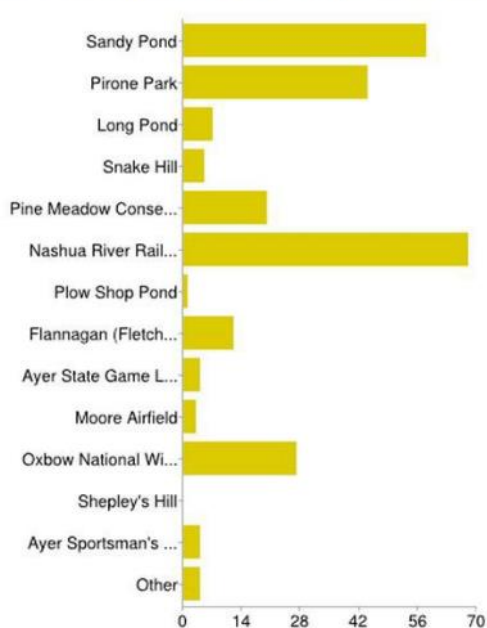 Sandy Pond
Pirone Park
Long Pond
Snake Hill
Pine Meadow Conse...
Nashua River Rail...
Plow Shop Pond
Flannagan (Fletch...
Ayer State Game L...
Moore Airfield
Oxbow National Wi...
Shepley's Hill
Ayer Sportsman's ...
Other
0 14 28 42 56 70